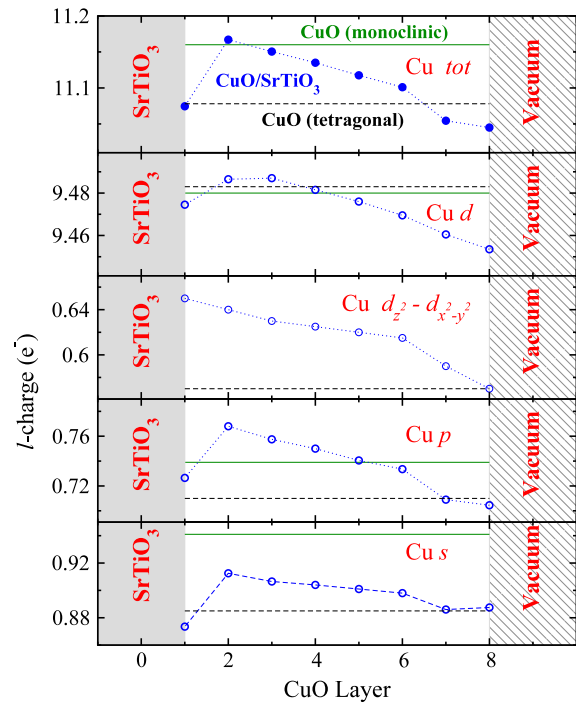 11.2
11.1
SrTiO₃
CuO (monoclinic)
Cu tot
CuO/SrTiO₃
CuO (tetragonal)
Vacuum
9.48
9.46
SrTiO₃
Cu d
Vacuum
0.64
0.6
SrTiO₃
Cu d_z² - d_x²-y²
Vacuum
l-charge (e⁻)
0.76
0.72
SrTiO₃
Cu p
Vacuum
0.92
0.88
SrTiO₃
Cu s
Vacuum
0 2 4 6 8
CuO Layer